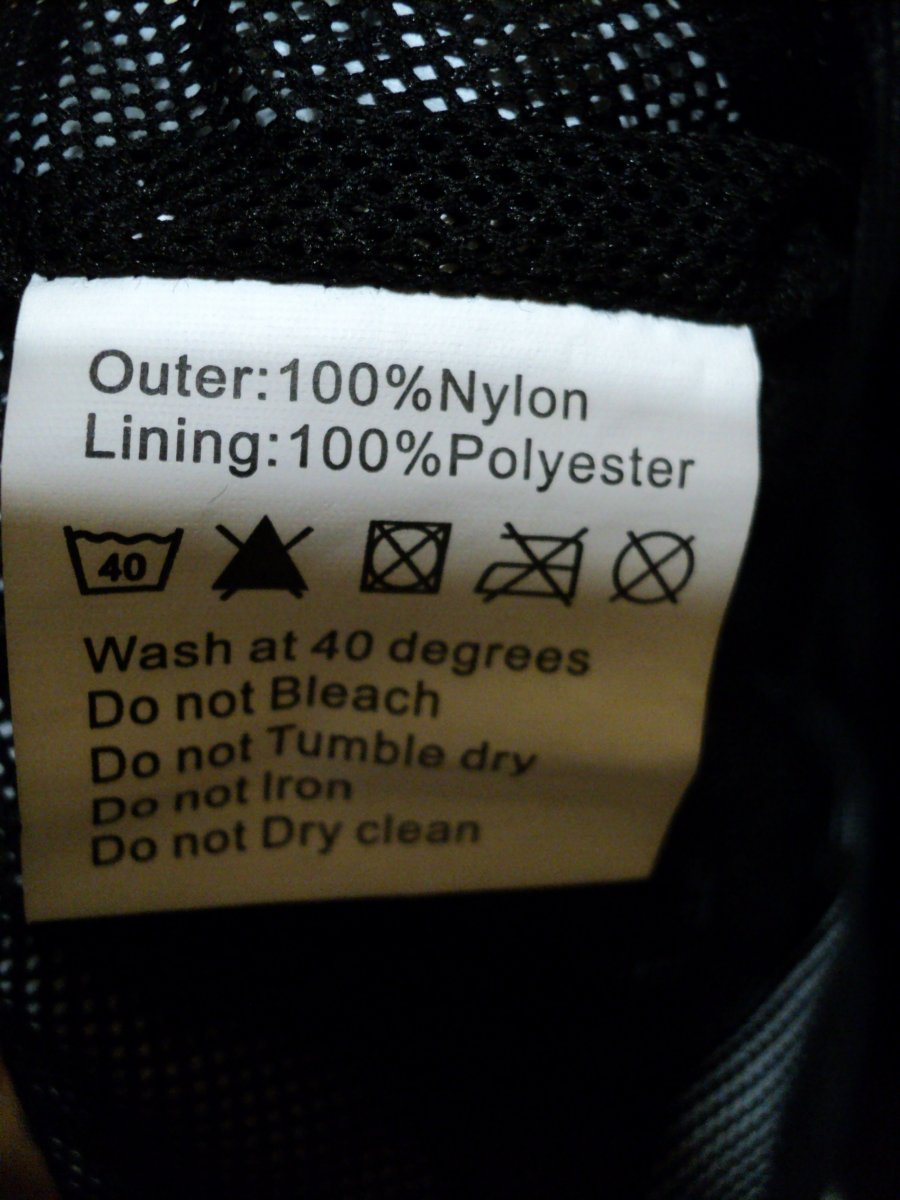 Outer:100%Nylon
Lining:100%Polyester
40
Wash at 40 degrees
Do not Bleach
Do not Tumble dry
Do not Iron
Do not Dry clean